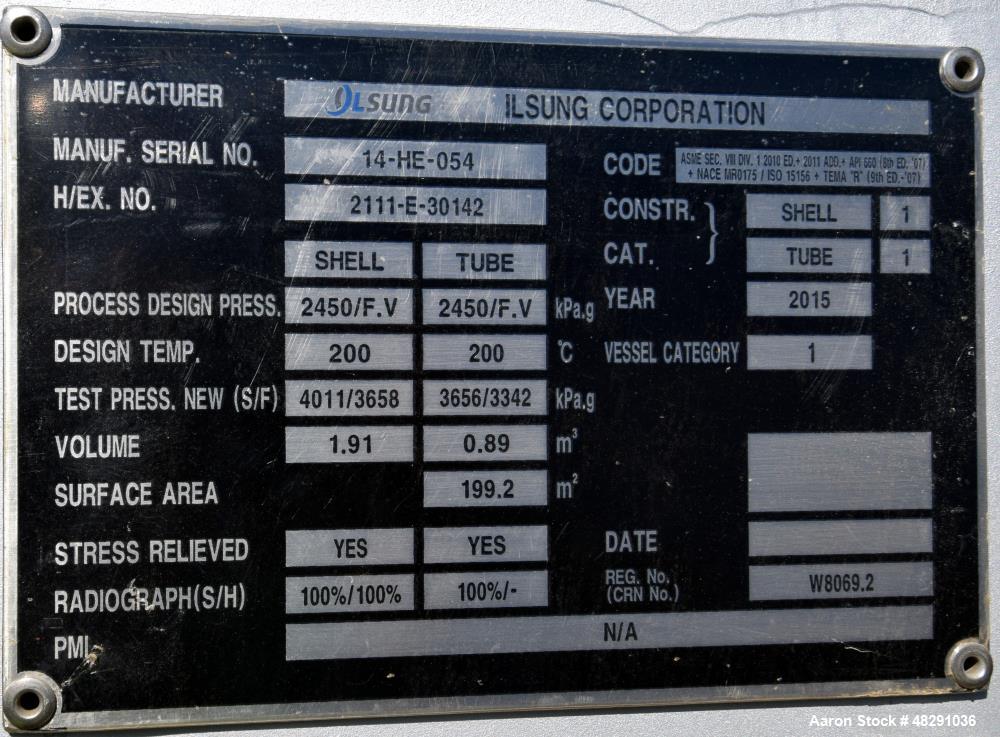 MANUFACTURER ILSUNG ILSUNG CORPORATION
MANUF. SERIAL NO. 14-HE-054
H/EX. NO. 2111-E-30142
CODE ASME SEC. VIII DIV. 1 2010 ED.+ 2011 ADD.+ API 660 (8th ED. '07)
+ NACE MR0175 / ISO 15156 + TEMA "R" (9th ED.-'07)
CONSTR. SHELL 1
CAT. TUBE 1
SHELL TUBE
PROCESS DESIGN PRESS. 2450/F.V 2450/F.V kPa.g
YEAR 2015
DESIGN TEMP. 200 200 ℃
VESSEL CATEGORY 1
TEST PRESS. NEW (S/F) 4011/3658 3656/3342 kPa.g
VOLUME 1.91 0.89 m³
SURFACE AREA 199.2 m²
STRESS RELIEVED YES YES
DATE
RADIOGRAPH(S/H) 100%/100% 100%/-
REG. No. W8069.2
(CRN No.)
PMI. N/A
Aaron Stock # 48291036